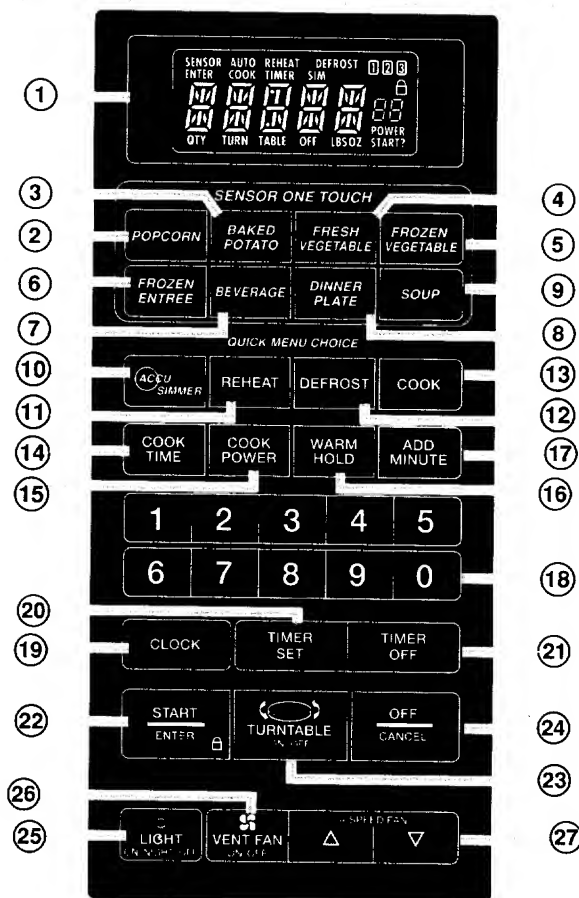 SENSOR AUTO REHEAT DEFROST 1 2 3
ENTER COOK TIMER SIM
POWER
QTY TURN TABLE OFF LBSOZ START?
1
SENSOR ONE TOUCH
3
4
2
POPCORN
BAKED
POTATO
FRESH
VEGETABLE
FROZEN
VEGETABLE
5
6
FROZEN
ENTREE
BEVERAGE
DINNER
PLATE
SOUP
9
7
8
QUICK MENU CHOICE
10
ACCU
SIMMER
REHEAT
DEFROST
COOK
13
11
12
14
COOK
TIME
COOK
POWER
WARM
HOLD
ADD
MINUTE
17
15
16
1 2 3 4 5
6 7 8 9 0
18
20
19
CLOCK
TIMER
SET
TIMER
OFF
21
22
START
ENTER
TURNTABLE
ON/OFF
OFF
CANCEL
24
23
26
25
LIGHT
VENT FAN
ON/OFF
SPEED FAN
27